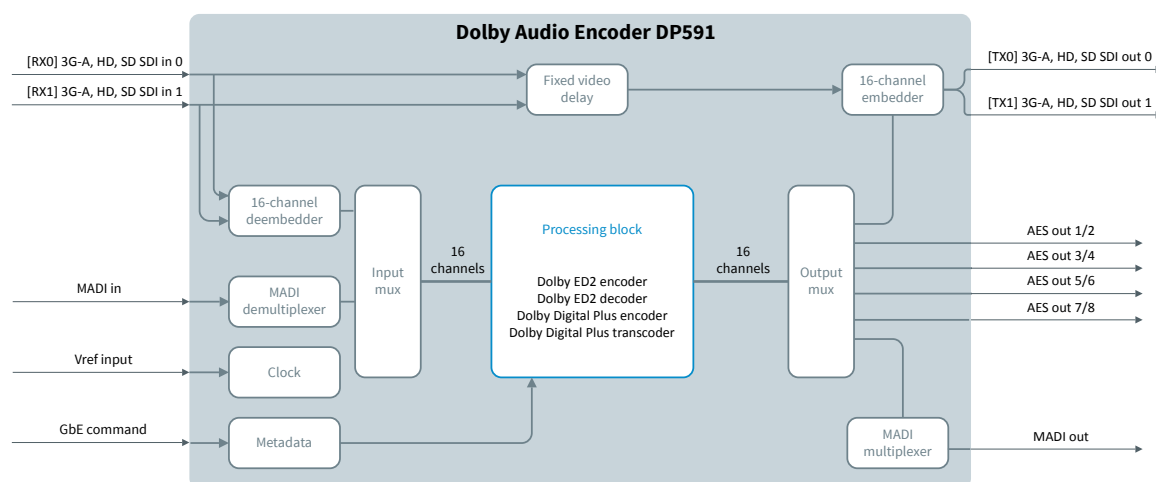 Dolby Audio Encoder DP591
[RX0] 3G-A, HD, SD SDI in 0
[RX1] 3G-A, HD, SD SDI in 1
Fixed video
delay
16-channel
embedder
[TX0] 3G-A, HD, SD SDI out 0
[TX1] 3G-A, HD, SD SDI out 1
16-channel
deembedder
MADI in
MADI
demultiplexer
Vref input
Clock
GbE command
Metadata
Input
mux
16
channels
Processing block
Dolby ED2 encoder
Dolby ED2 decoder
Dolby Digital Plus encoder
Dolby Digital Plus transcoder
16
channels
Output
mux
AES out 1/2
AES out 3/4
AES out 5/6
AES out 7/8
MADI
multiplexer
MADI out